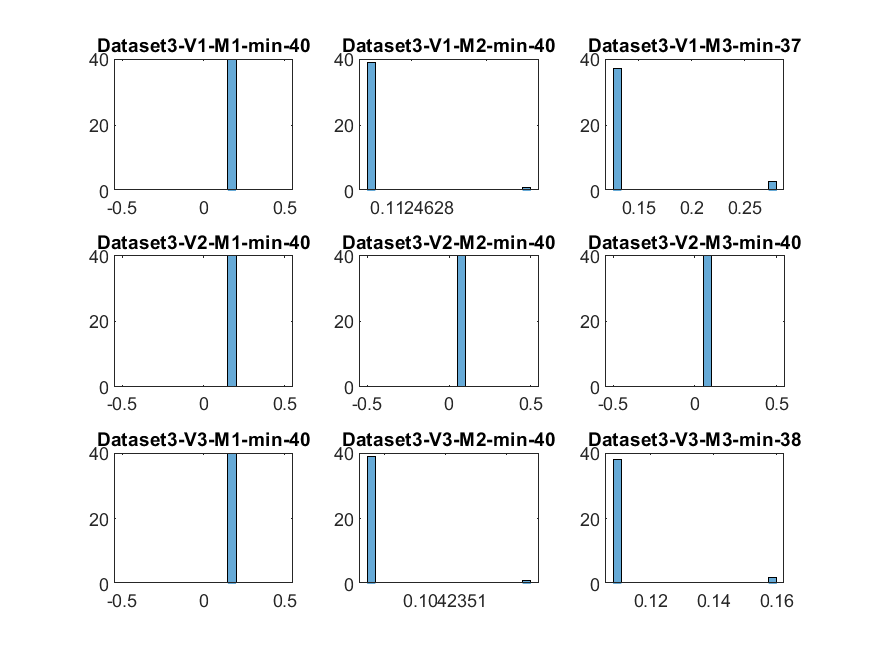 Dataset3-V1-M1-min-40
Dataset3-V1-M2-min-40
Dataset3-V1-M3-min-37
40
20
0
-0.5 0 0.5
40
20
0
0.1124628
40
20
0
0.15 0.2 0.25
Dataset3-V2-M1-min-40
Dataset3-V2-M2-min-40
Dataset3-V2-M3-min-40
40
20
0
-0.5 0 0.5
40
20
0
-0.5 0 0.5
40
20
0
-0.5 0 0.5
Dataset3-V3-M1-min-40
Dataset3-V3-M2-min-40
Dataset3-V3-M3-min-38
40
20
0
-0.5 0 0.5
40
20
0
0.1042351
40
20
0
0.12 0.14 0.16